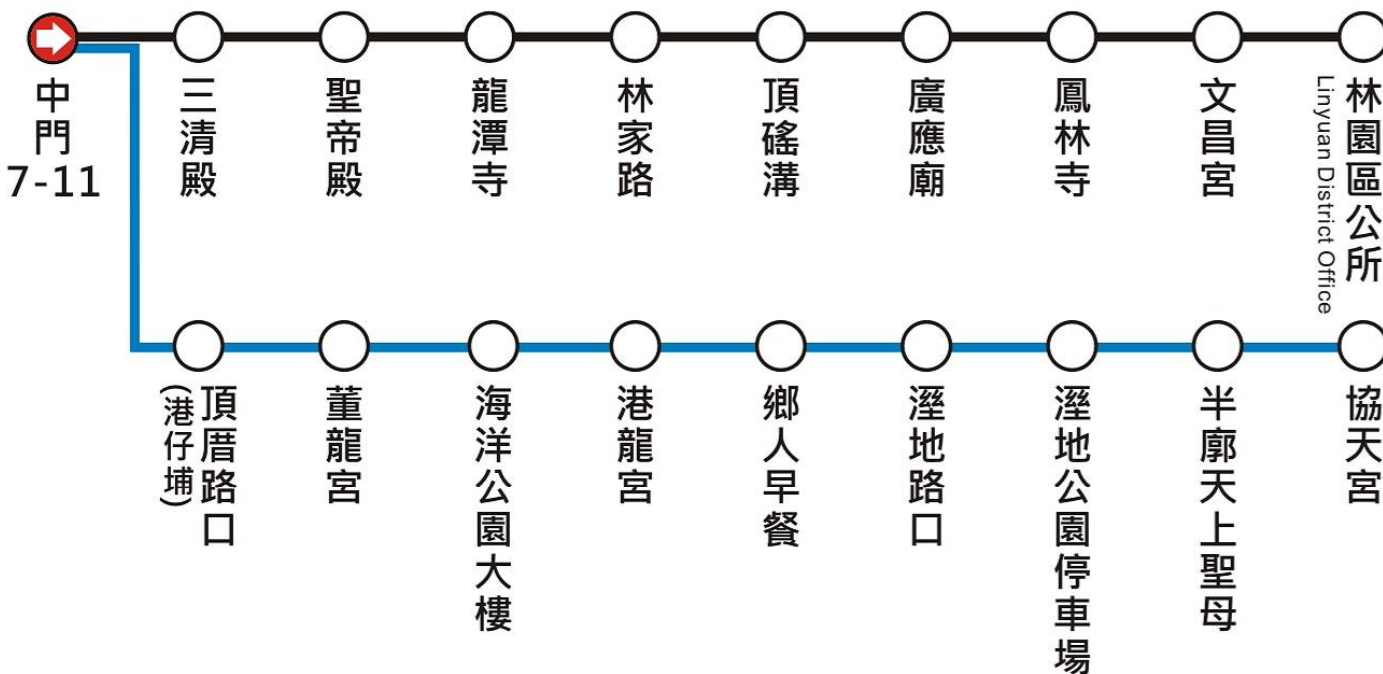 中門
7-11
三清殿
聖帝殿
龍潭寺
林家路
頂磘溝
廣應廟
鳳林寺
文昌宮
林園區公所
Linyuan District Office
頂厝路口
(港仔埔)
董龍宮
海洋公園大樓
港龍宮
鄉人早餐
溼地路口
溼地公園停車場
半廓天上聖母
協天宮